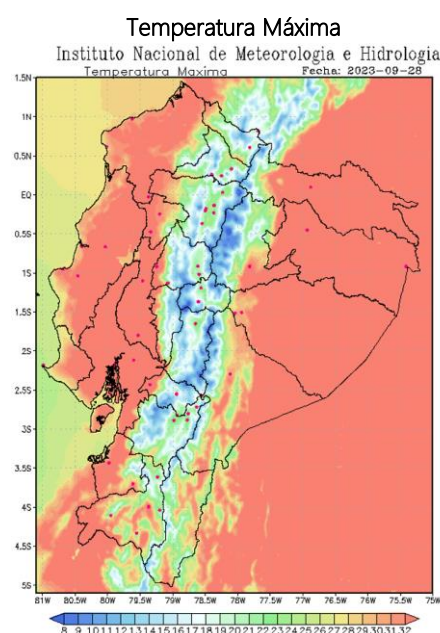 Temperatura Máxima
Instituto Nacional de Meteorologia e Hidrologia
Temperatura Maxima Fecha: 2023-09-28
1.5N
1N
0.5N
EQ
0.5S
1S
1.5S
2S
2.5S
3S
3.5S
4S
4.5S
5S
81W 80.5W 80W 79.5W 79W 78.5W 78W 77.5W 77W 76.5W 76W 75.5W 75W
8 9 10 11 12 13 14 15 16 17 18 19 20 21 22 23 24 25 26 27 28 29 30 31 32